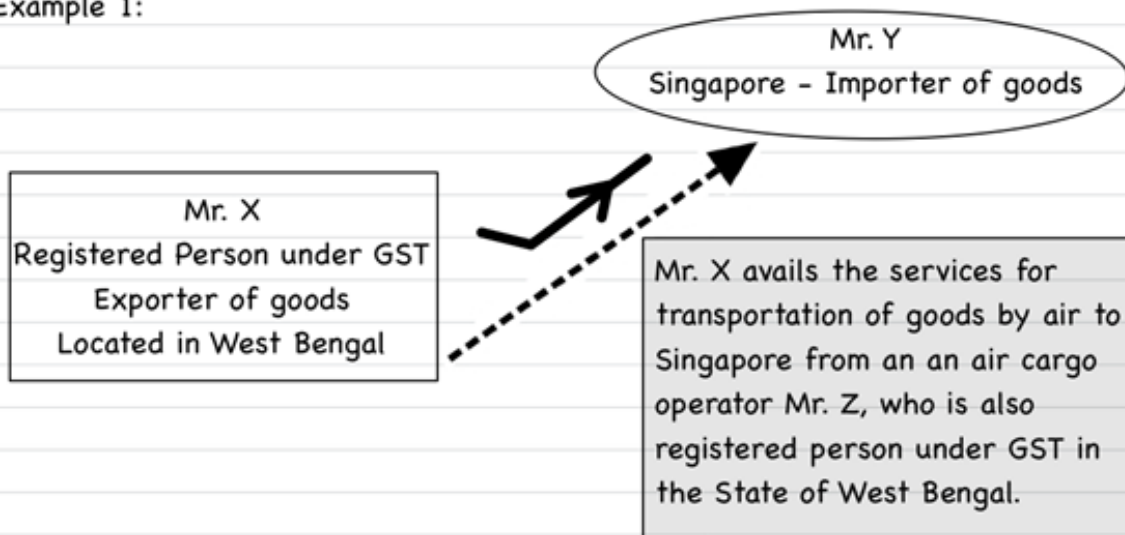 Example 1:
Mr. Y
Singapore - Importer of goods
Mr. X
Registered Person under GST
Exporter of goods
Located in West Bengal
Mr. X avails the services for
transportation of goods by air to
Singapore from an an air cargo
operator Mr. Z, who is also
registered person under GST in
the State of West Bengal.